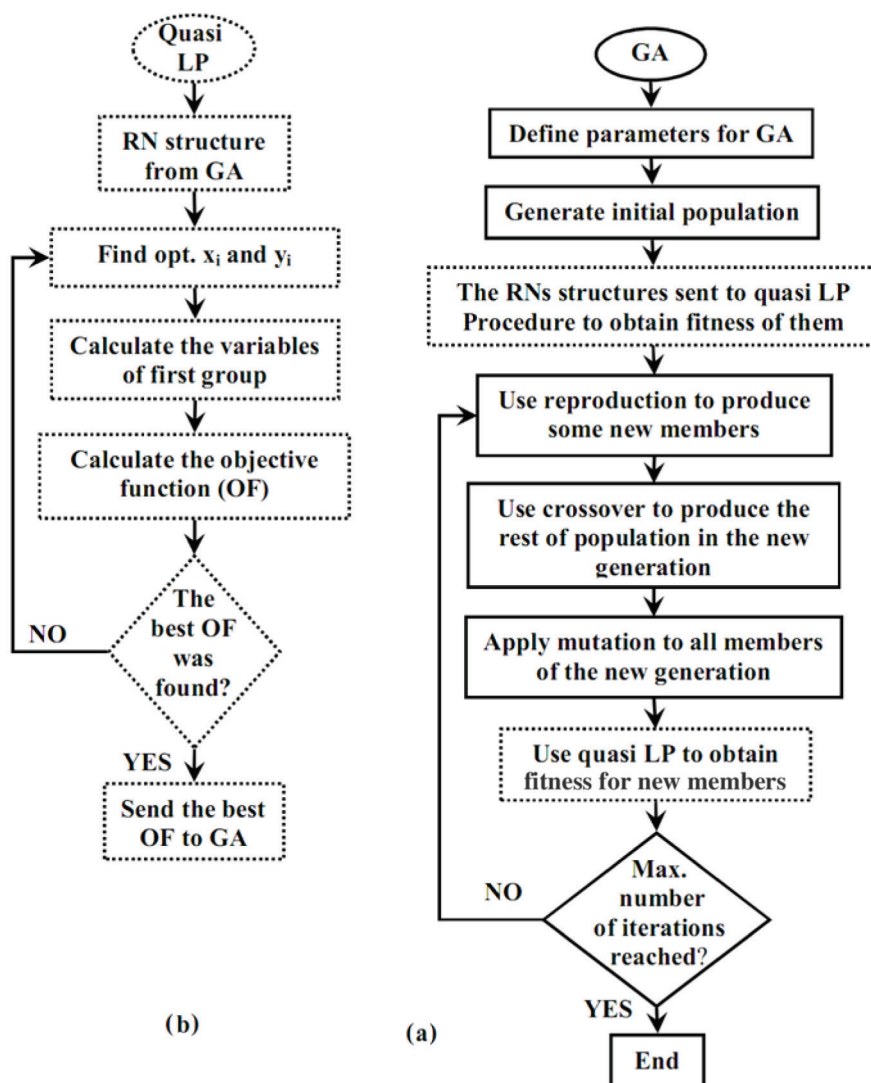 Quasi
LP
RN structure
from GA
Find opt. xᵢ and yᵢ
Calculate the variables
of first group
Calculate the objective
function (OF)
The
best OF
was
found?
NO
YES
Send the best
OF to GA
(b)
GA
Define parameters for GA
Generate initial population
The RNs structures sent to quasi LP
Procedure to obtain fitness of them
Use reproduction to produce
some new members
Use crossover to produce the
rest of population in the new
generation
Apply mutation to all members
of the new generation
Use quasi LP to obtain
fitness for new members
Max.
number
of iterations
reached?
NO
YES
End
(a)